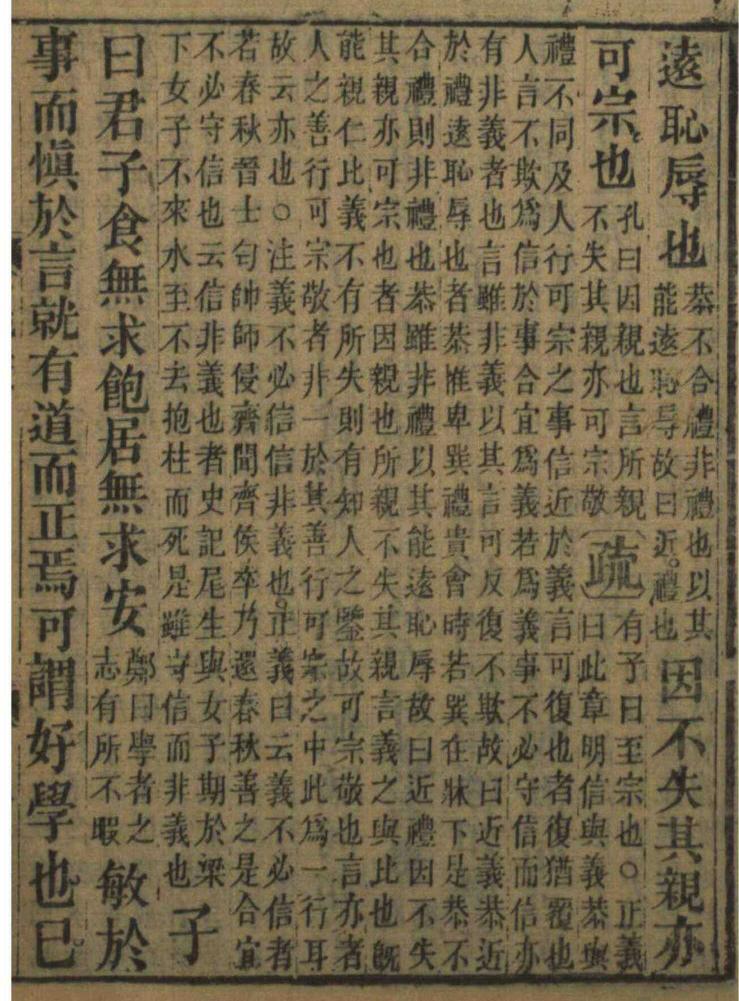 遠恥辱也
恭不合禮非禮也以其
能遠恥辱故曰近禮也
因不失其親亦
可宗也
孔曰因親也言所親
不失其親亦可宗敬
疏
有子曰至宗也○正義
曰此章明信與義恭與
禮不同及人行可宗之事信近於義言可復也者復猶覆也
人言不欺爲信於事合宜爲義若爲義事不必守信而信亦
有非義者也言雖非義以其言可反復不欺故曰近義恭近
於禮遠恥辱也者恭惟卑巽禮貴會時若巽在牀下是恭不
合禮則非禮也恭雖非禮以其能遠恥辱故曰近禮因不失
其親亦可宗也者因親也所親不失其親言義之與比也旣
能親仁比義不有所失則有知人之鑒故可宗敬也言亦者
人之善行可宗敬者非一於其善行可宗之中此爲一行耳
故云亦也○注義不必信信非義也正義曰云義不必信者
若春秋晉士匄帥師侵齊聞齊侯卒乃還春秋善之是合宜
不必守信也云信非義也者史記尾生與女子期於梁
下女子不來水至不去抱柱而死是雖守信而非義也
子
曰君子食無求飽居無求安
鄭曰學者之
志有所不暇
敏於
事而愼於言就有道而正焉可謂好學也已